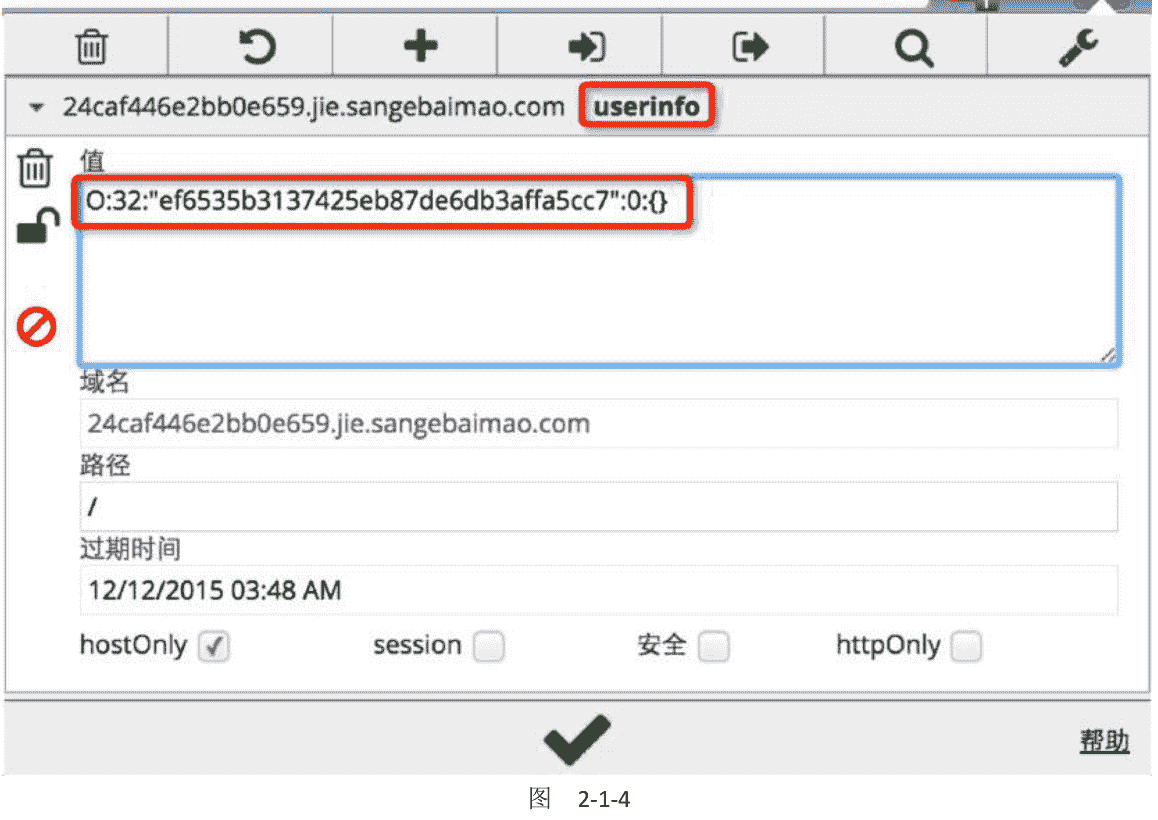 24caf446e2bb0e659.jie.sangebaimao.com userinfo
值
O:32:"ef6535b3137425eb87de6db3affa5cc7":0:{}
域名
24caf446e2bb0e659.jie.sangebaimao.com
路径
/
过期时间
12/12/2015 03:48 AM
hostOnly session 安全 httpOnly
帮助
图 2-1-4